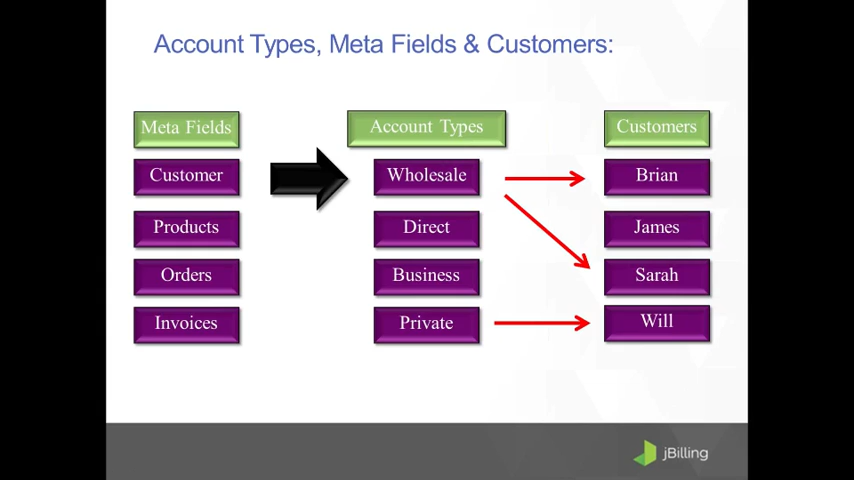 Account Types, Meta Fields & Customers:
Meta Fields
Account Types
Customers
Customer
Wholesale
Brian
Products
Direct
James
Orders
Business
Sarah
Invoices
Private
Will
jBilling